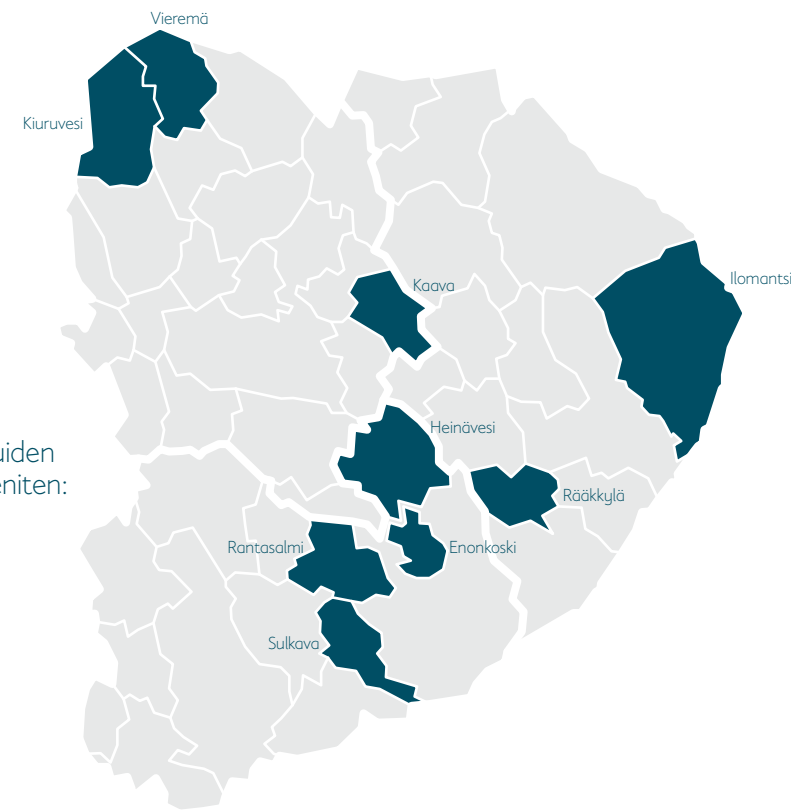 Vieremä
Kiuruvesi
Ilomantsi
Kaava
Heinävesi
uiden
eniten:
Rääkkylä
Rantasalmi
Enonkoski
Sulkava